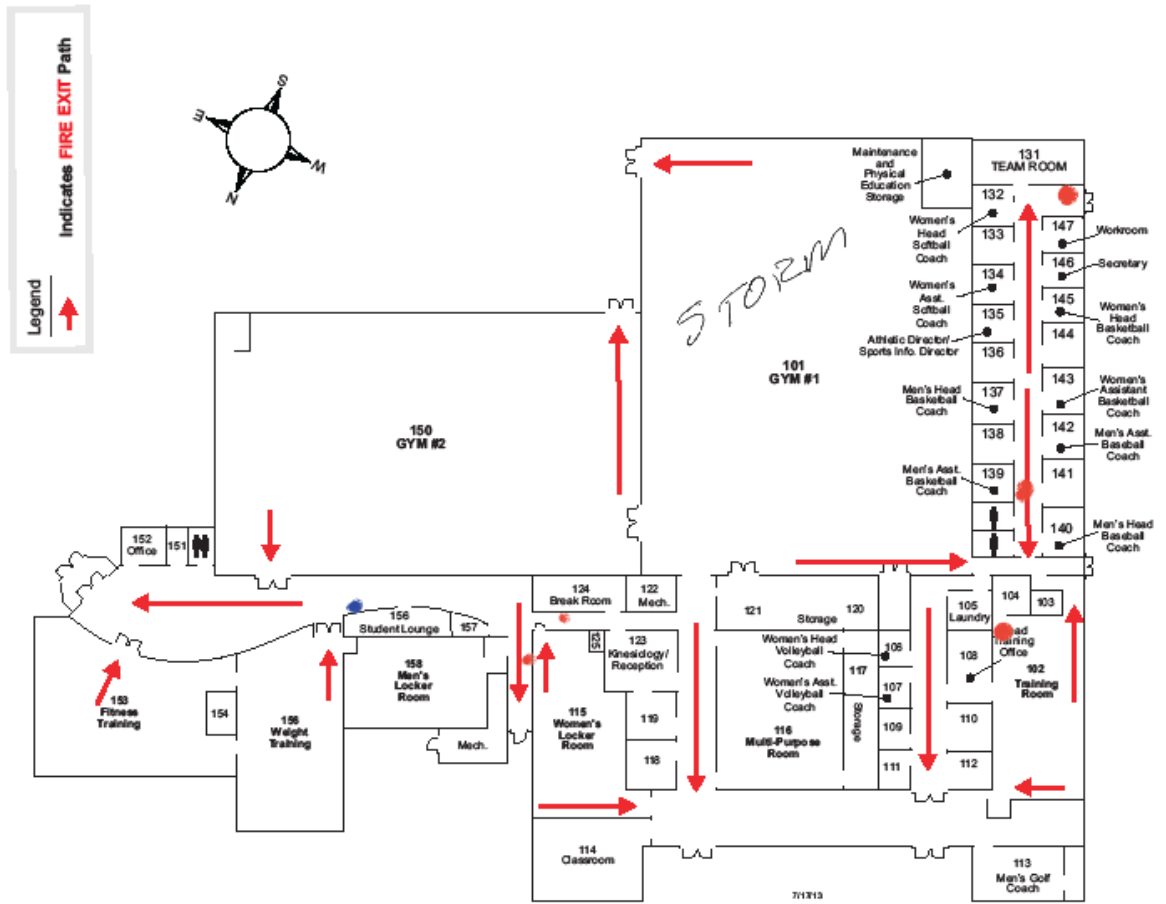 Legend
Indicates FIRE EXIT Path
S
E
W
N
STORM
Maintenance
and
Physical
Education
Storage
131
TEAM ROOM
132
Women's
Head
Softball
Coach
133
134
Women's
Asst.
Softball
Coach
135
Athletic Director/
Sports Info. Director
136
137
Men's Head
Basketball
Coach
138
139
Men's Asst.
Basketball
Coach
147
Workroom
146
Secretary
145
Women's
Head
Basketball
Coach
144
143
Women's
Assistant
Basketball
Coach
142
Men's Asst.
Baseball
Coach
141
140
Men's Head
Baseball
Coach
101
GYM #1
150
GYM #2
152
Office
151
124
Break Room
122
Mech.
156
Student Lounge
157
158
Men's
Locker
Room
Mech.
153
Fitness
Training
154
156
Weight
Training
115
Women's
Locker
Room
125
123
Kinesiology/
Reception
119
118
121
Storage
120
Women's Head
Volleyball
Coach
106
117
Storage
Women's Asst.
Volleyball
Coach
107
109
111
116
Multi-Purpose
Room
104
103
105
Laundry
Training
Office
108
102
Training
Room
110
112
114
Classroom
113
Men's Golf
Coach
7/17/13